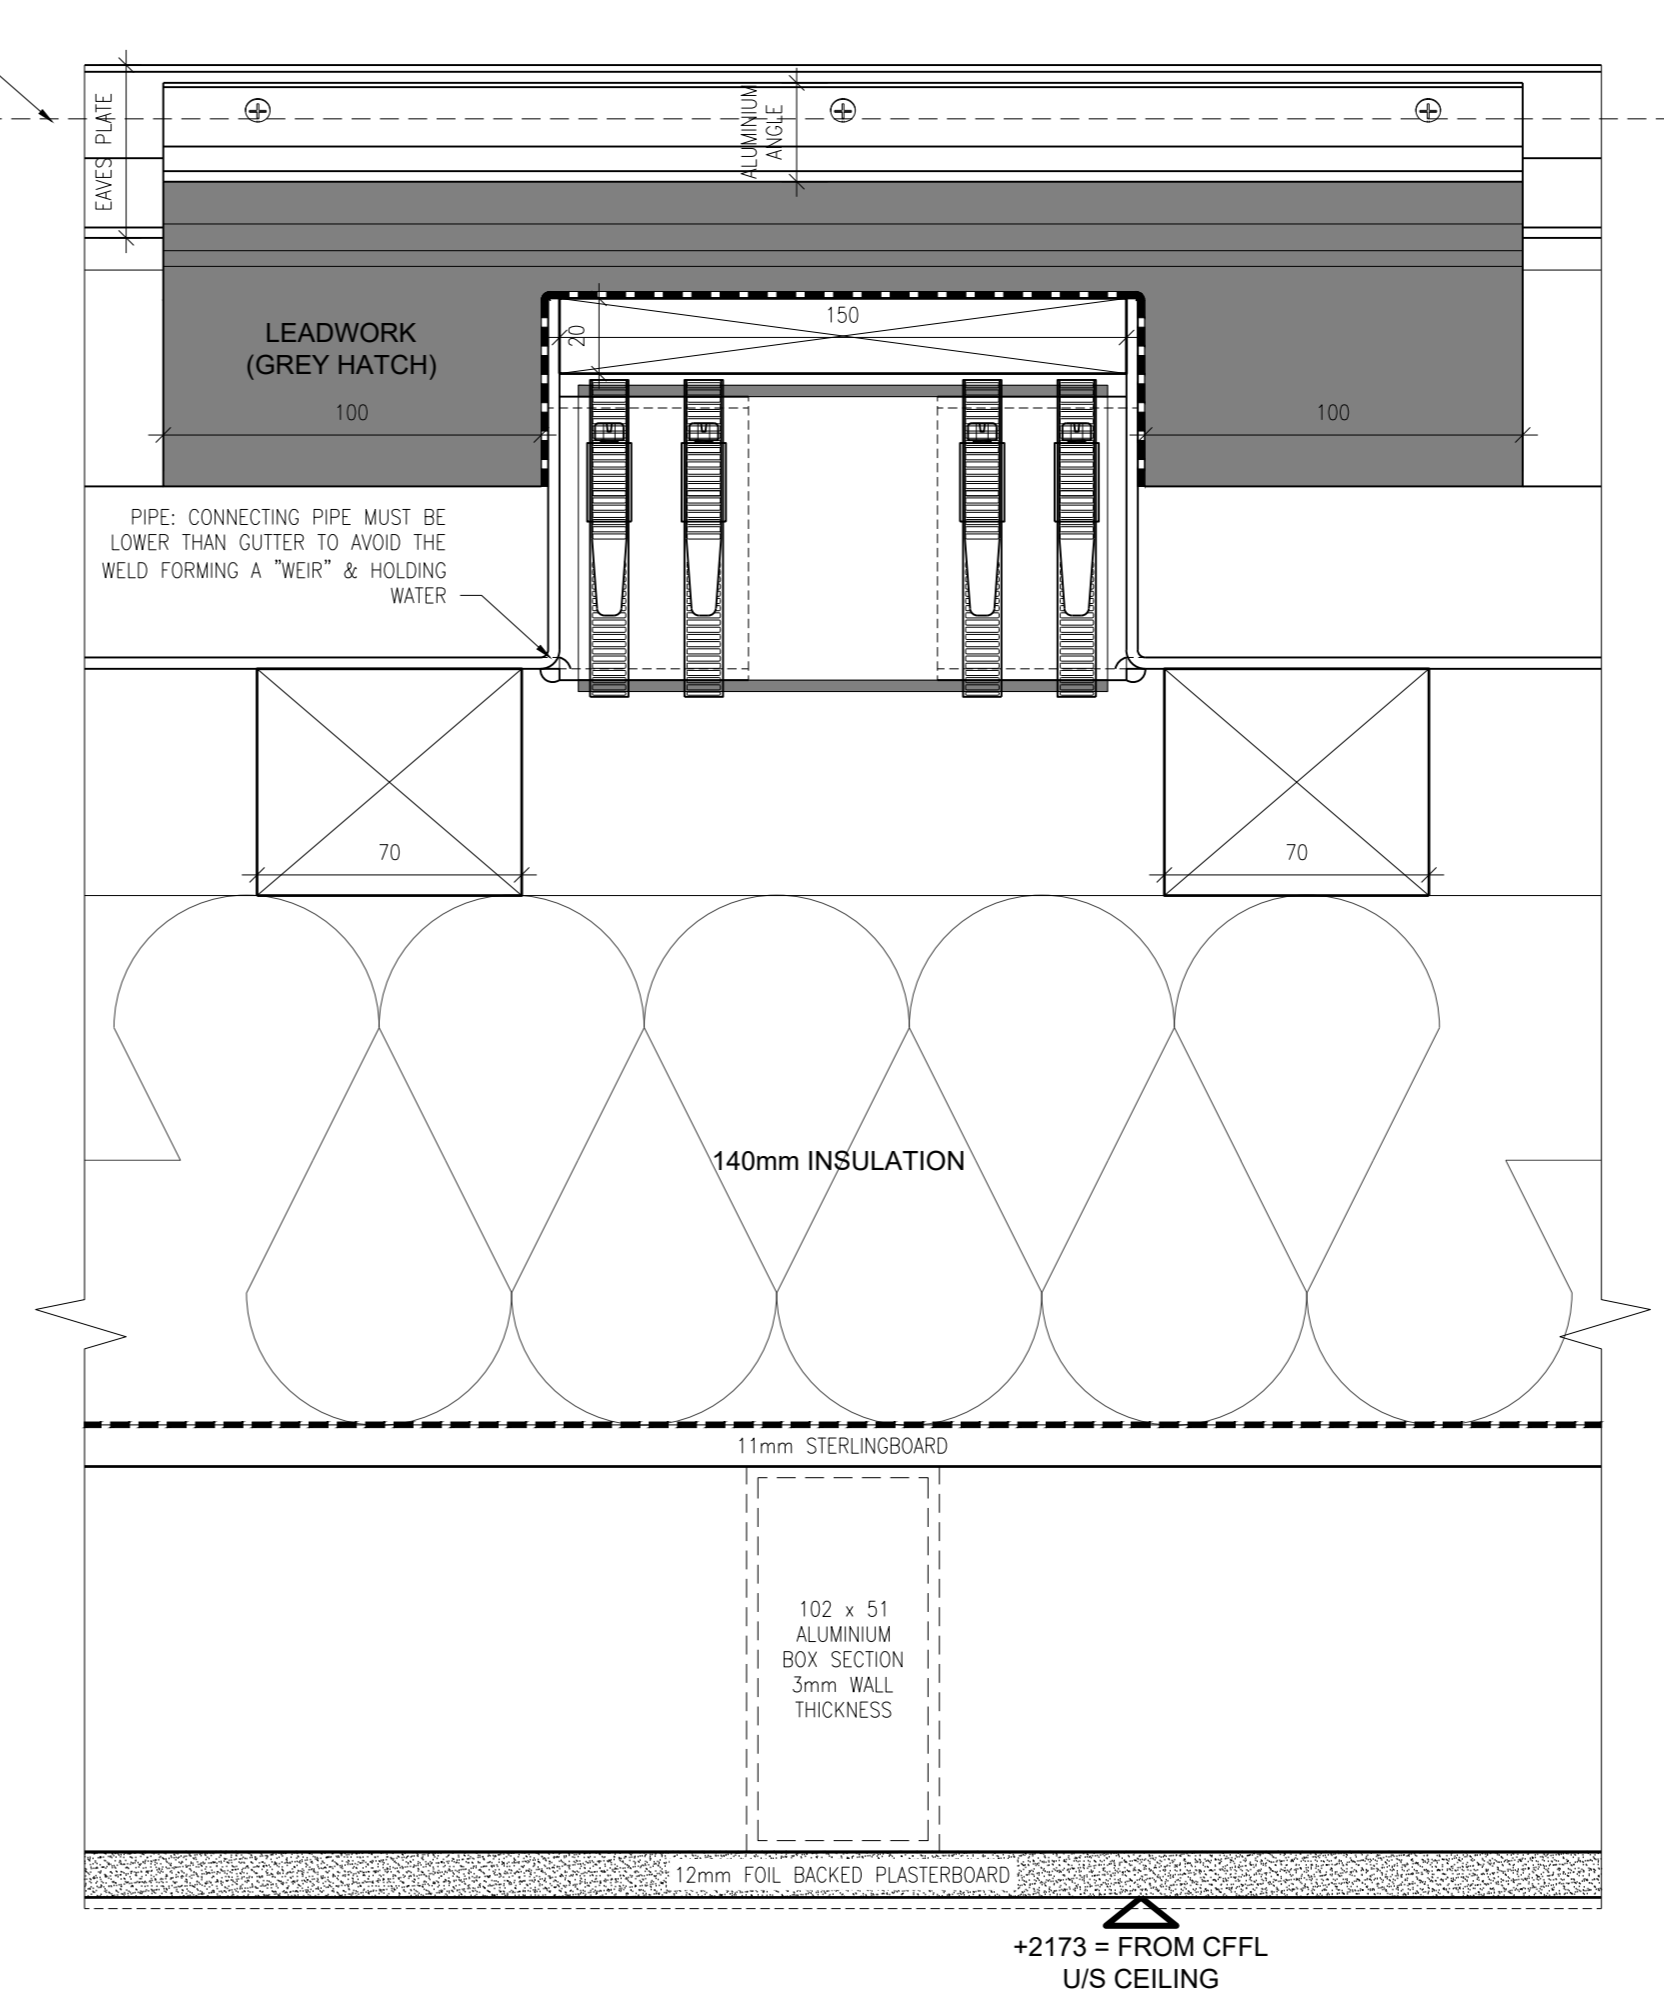 EAVES PLATE
ALUMINIUM
ANGLE
LEADWORK
(GREY HATCH)
150
20
100
100
PIPE: CONNECTING PIPE MUST BE
LOWER THAN GUTTER TO AVOID THE
WELD FORMING A "WEIR" & HOLDING
WATER
70
70
140mm INSULATION
11mm STERLINGBOARD
102 x 51
ALUMINIUM
BOX SECTION
3mm WALL
THICKNESS
12mm FOIL BACKED PLASTERBOARD
+2173 = FROM CFFL
U/S CEILING